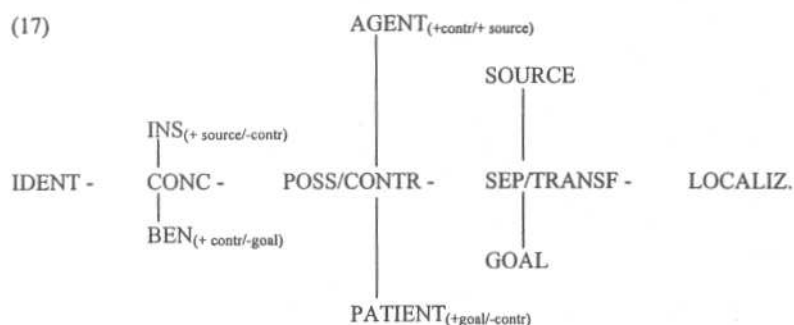 (17)
AGENT(+contr/+ source)
SOURCE
INS(+ source/-contr)
IDENT - CONC - POSS/CONTR - SEP/TRANSF - LOCALIZ.
BEN(+ contr/-goal)
GOAL
PATIENT(+goal/-contr)